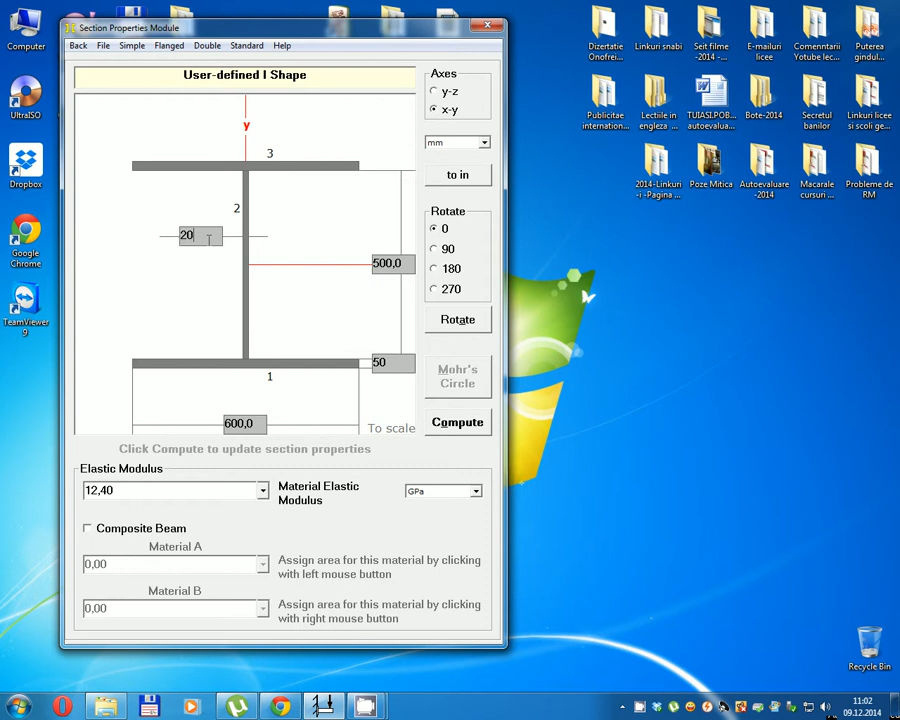 Section Properties Module
Back File Simple Flanged Double Standard Help
User-defined I Shape
Axes
y-z
x-y
mm
to in
Rotate
0
90
180
270
Rotate
Mohr's
Circle
Compute
y
3
2
20
500,0
50
1
600,0
To scale
Click Compute to update section properties
Elastic Modulus
12,40
Material Elastic
Modulus
GPa
Composite Beam
Material A
0,00
Assign area for this material by clicking
with left mouse button
Material B
0,00
Assign area for this material by clicking
with right mouse button
Computer
UltraISO
Dropbox
Google
Chrome
TeamViewer
9
Dizertatie
Onofrei...
Linkuri snabi
Seit filme
-2014 -...
E-mailuri
licee
Comenntarii
Yotube lec...
Puterea
gindul...
Publicitae
internation...
Lectiile in
engleza -...
TUIASI.POB...
autoevalua...
Bote-2014
Secretul
banilor
Linkuri licee
si scoli ge...
2014-Linkuri
-i -Pagina ...
Poze Mitica
Autoevaluare
-2014
Macarale
cursuri ...
Probleme de
RM
Recycle Bin
11:02
09.12.2014